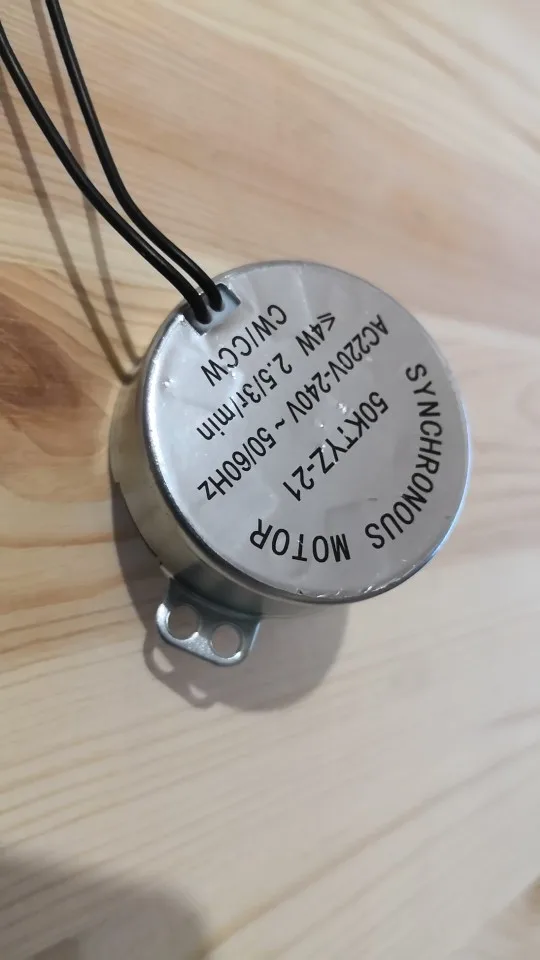 SYNCHRONOUS MOTOR
50KTYZ-21
AC220V-240V ~ 50/60Hz
≤4W 2.5/3r/min
CW/CCW